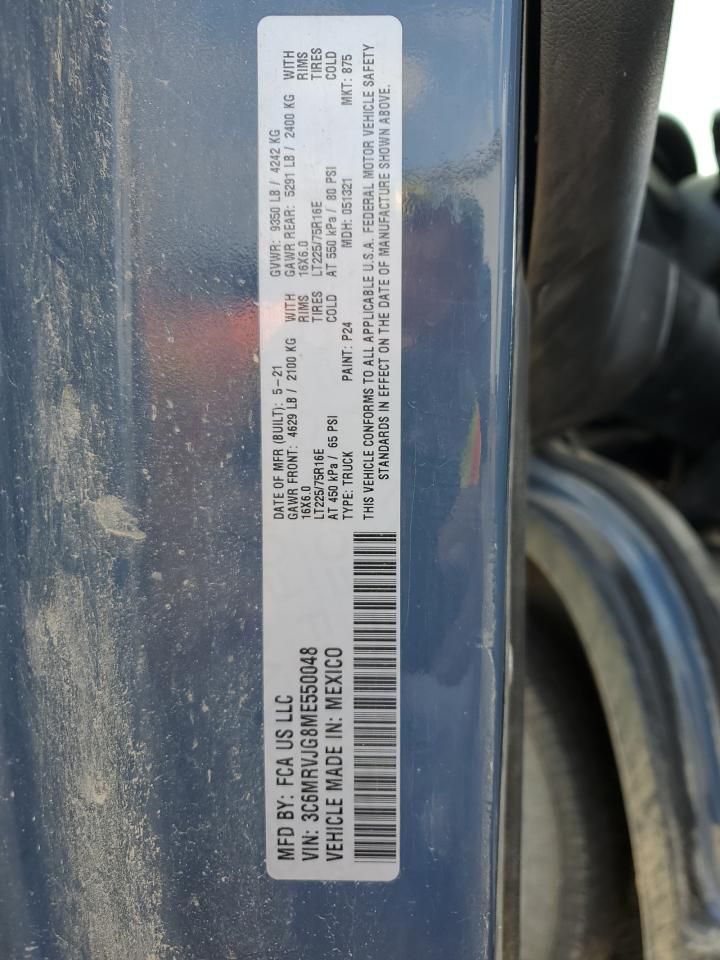 MFD BY: FCA US LLC
VIN: 3C6MRVJG8ME550048
VEHICLE MADE IN: MEXICO
DATE OF MFR (BUILT): 5-21 GVWR: 9350 LB / 4242 KG
GAWR FRONT: 4629 LB / 2100 KG WITH GAWR REAR: 5291 LB / 2400 KG WITH
16X6.0 RIMS 16X6.0 RIMS
LT225/75R16E TIRES LT225/75R16E TIRES
AT 450 kPa / 65 PSI COLD AT 550 kPa / 80 PSI COLD
TYPE: TRUCK PAINT: P24 MDH: 051321 MKT: 875
THIS VEHICLE CONFORMS TO ALL APPLICABLE U.S.A. FEDERAL MOTOR VEHICLE SAFETY
STANDARDS IN EFFECT ON THE DATE OF MANUFACTURE SHOWN ABOVE.